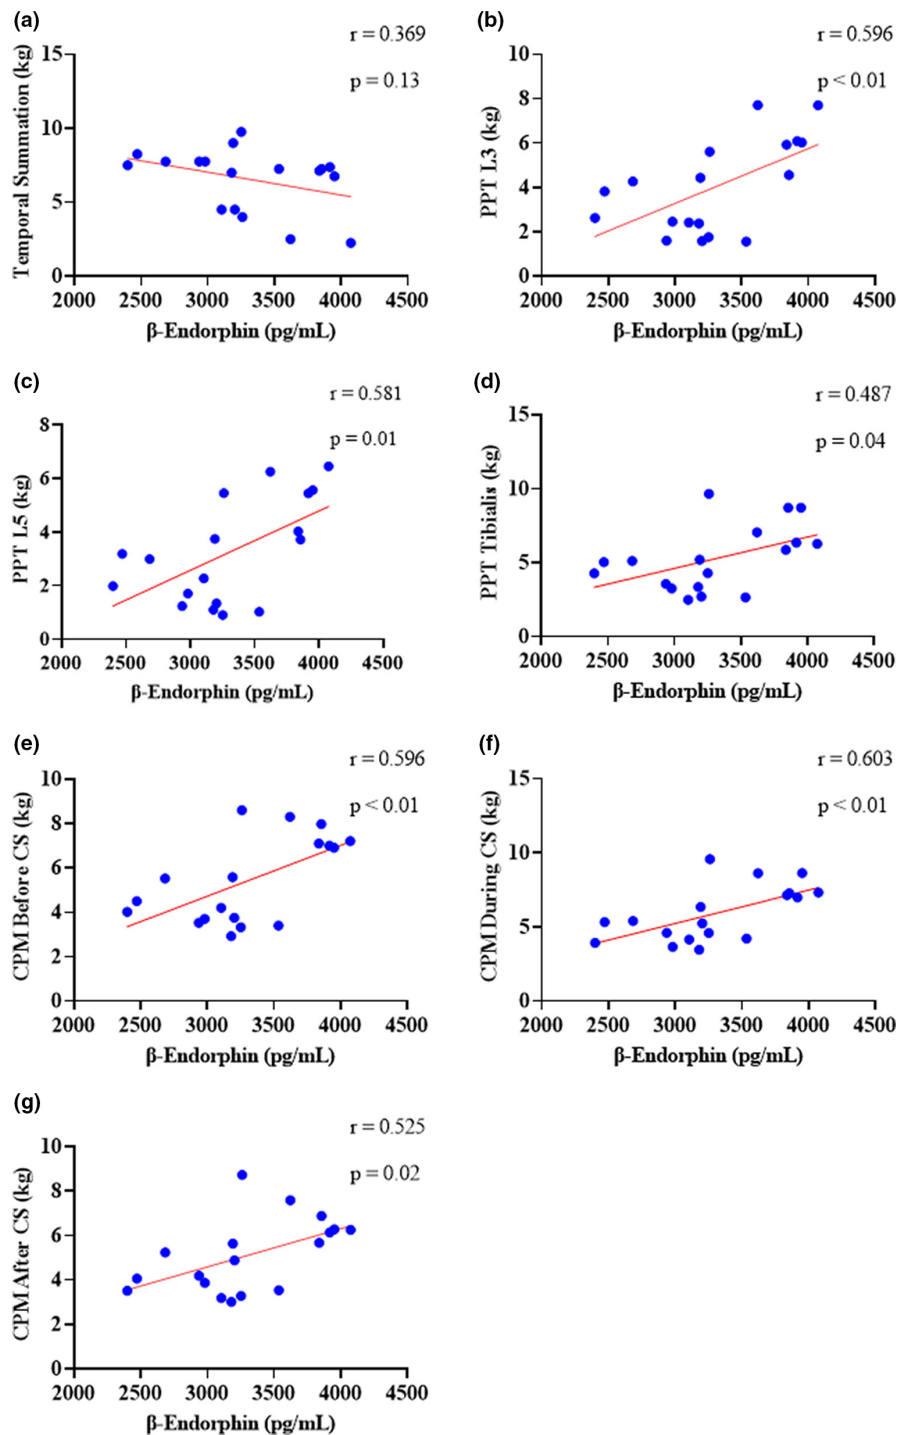 (a)
r = 0.369
p = 0.13
Temporal Summation (kg)
15
10
5
0
2000 2500 3000 3500 4000 4500
β-Endorphin (pg/mL)
(b)
r = 0.596
p < 0.01
PPT L3 (kg)
10
8
6
4
2
0
2000 2500 3000 3500 4000 4500
β-Endorphin (pg/mL)
(c)
r = 0.581
p = 0.01
PPT L5 (kg)
8
6
4
2
0
2000 2500 3000 3500 4000 4500
β-Endorphin (pg/mL)
(d)
r = 0.487
p = 0.04
PPT Tibialis (kg)
15
10
5
0
2000 2500 3000 3500 4000 4500
β-Endorphin (pg/mL)
(e)
r = 0.596
p < 0.01
CPM Before CS (kg)
10
8
6
4
2
0
2000 2500 3000 3500 4000 4500
β-Endorphin (pg/mL)
(f)
r = 0.603
p < 0.01
CPM During CS (kg)
15
10
5
0
2000 2500 3000 3500 4000 4500
β-Endorphin (pg/mL)
(g)
r = 0.525
p = 0.02
CPM After CS (kg)
10
8
6
4
2
0
2000 2500 3000 3500 4000 4500
β-Endorphin (pg/mL)